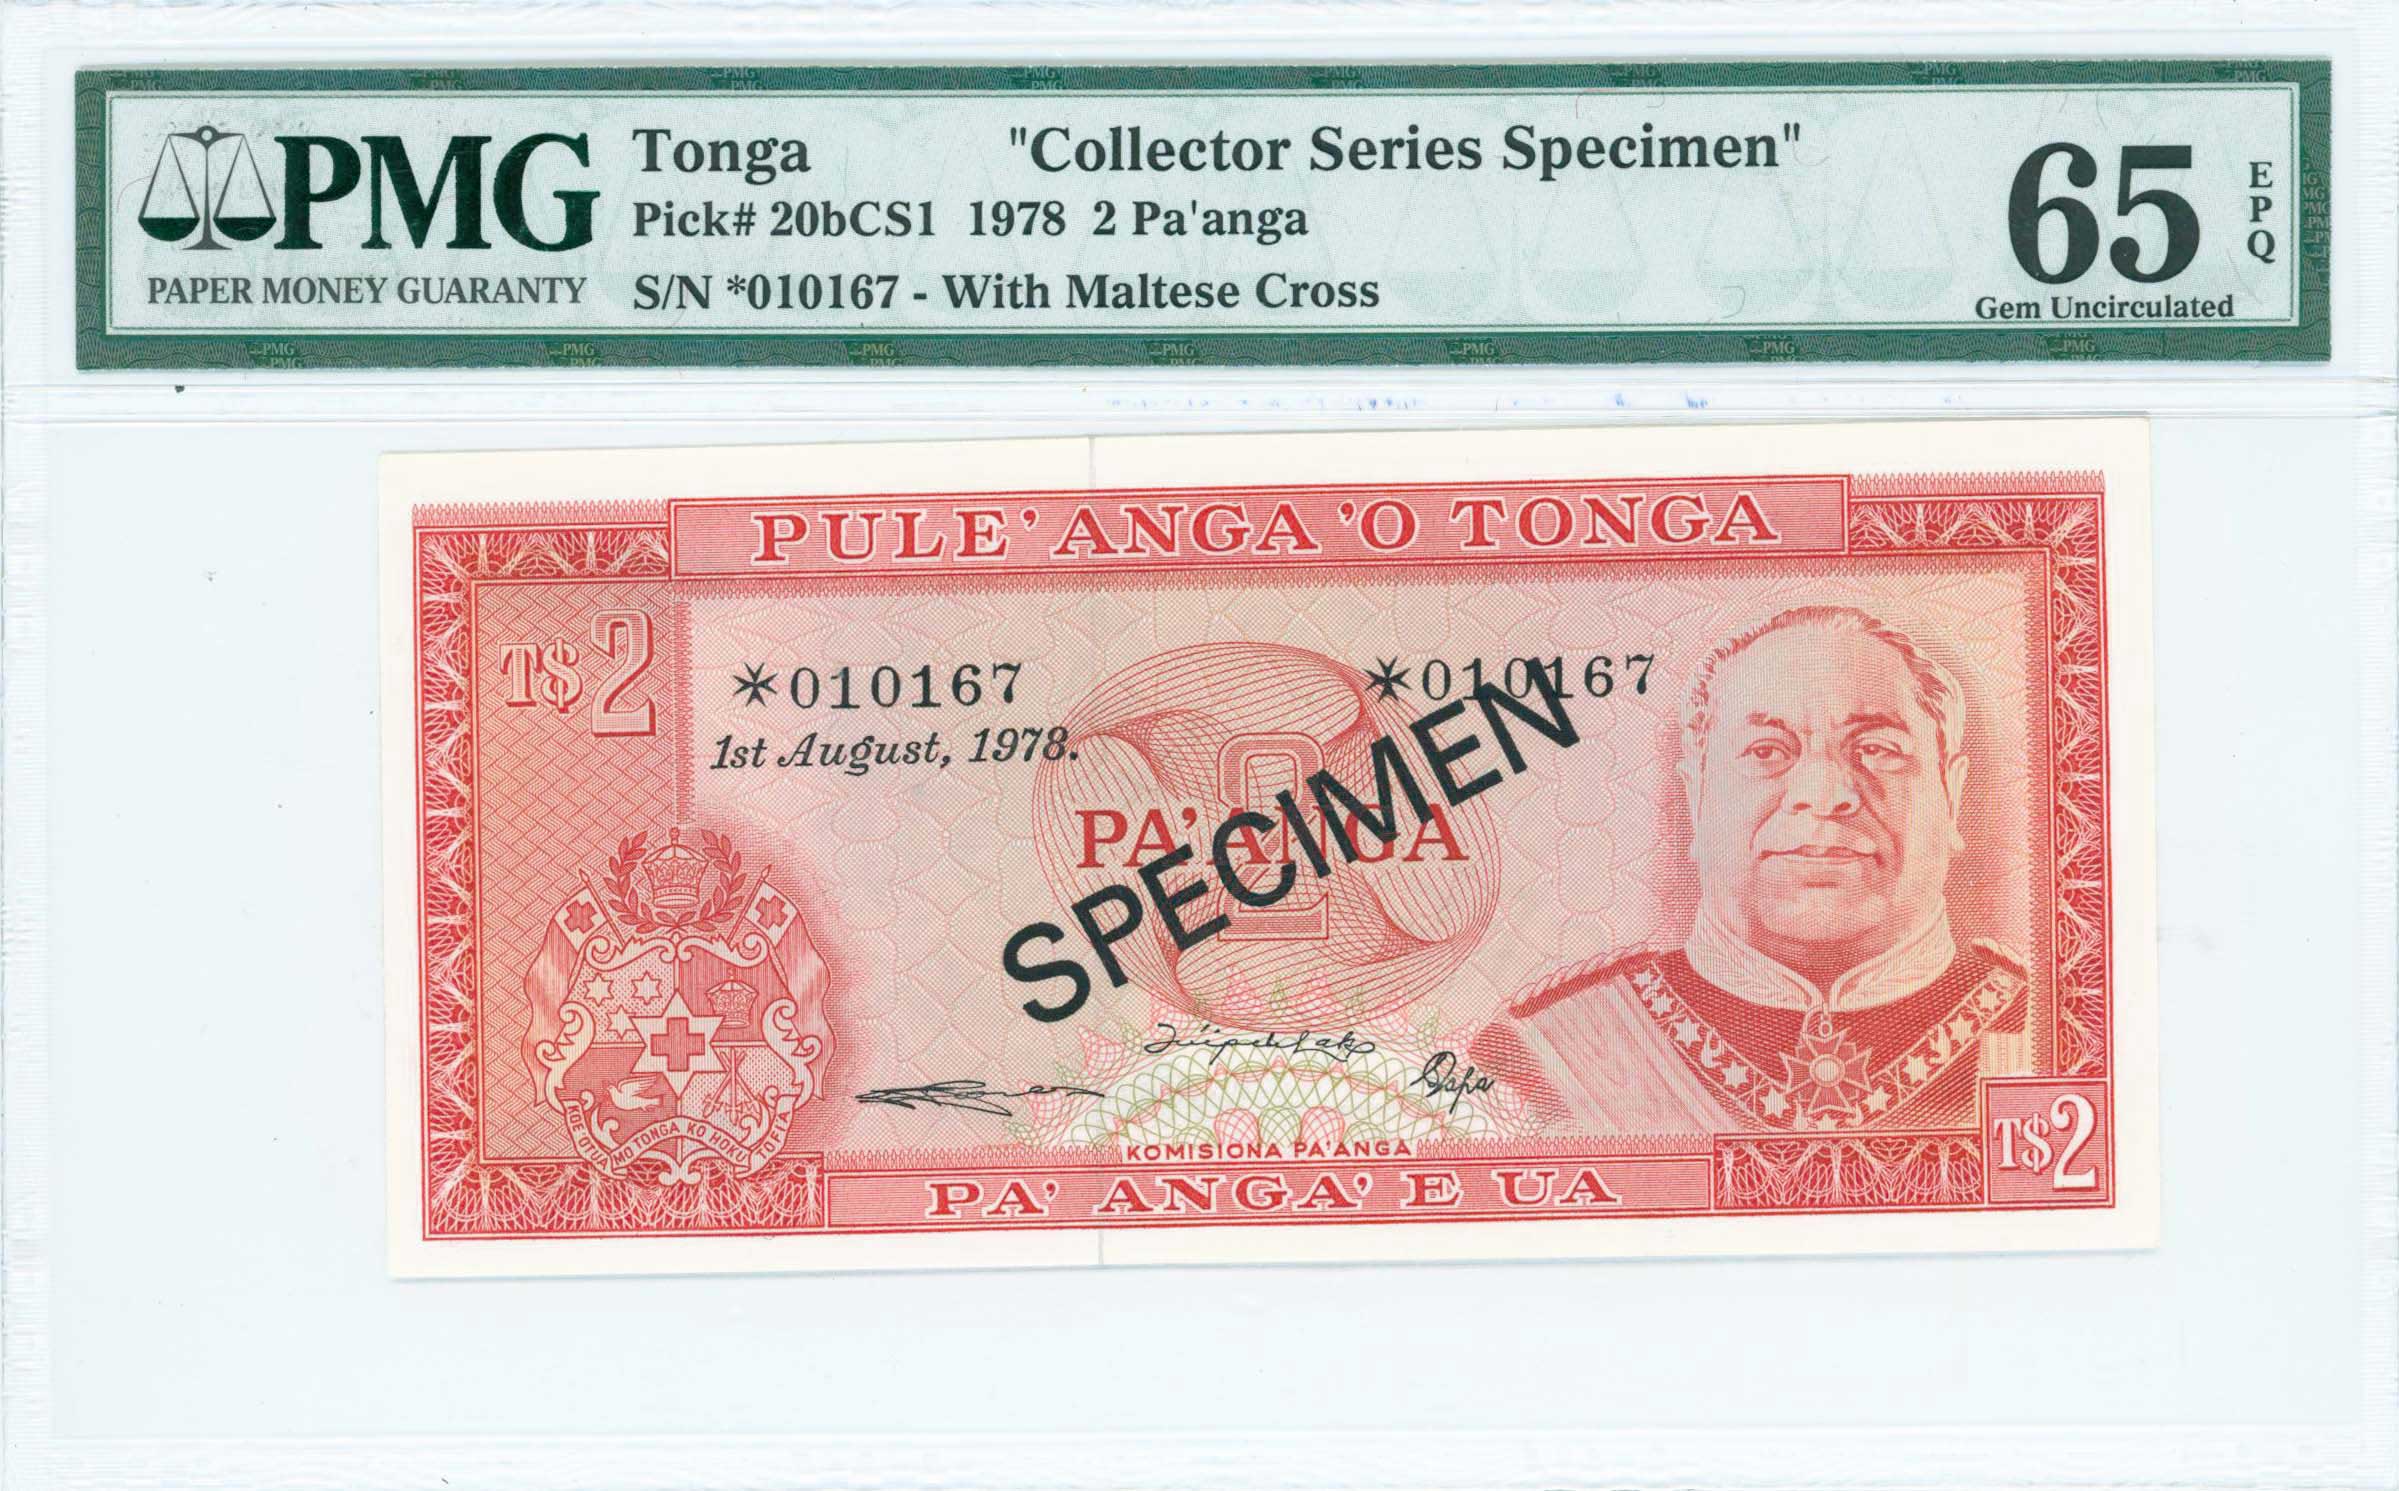 PMG
PAPER MONEY GUARANTY
Tonga "Collector Series Specimen"
Pick# 20bCS1 1978 2 Pa'anga
S/N *010167 - With Maltese Cross
65
EPQ
Gem Uncirculated
PULE'ANGA 'O TONGA
T$2
*010167
*010167
1st August, 1978.
2
PA'ANGA
SPECIMEN
KOE OTUA MO TONGA KO HOKU TOFIA
KOMISIONA PA'ANGA
PA'ANGA' E UA
T$2